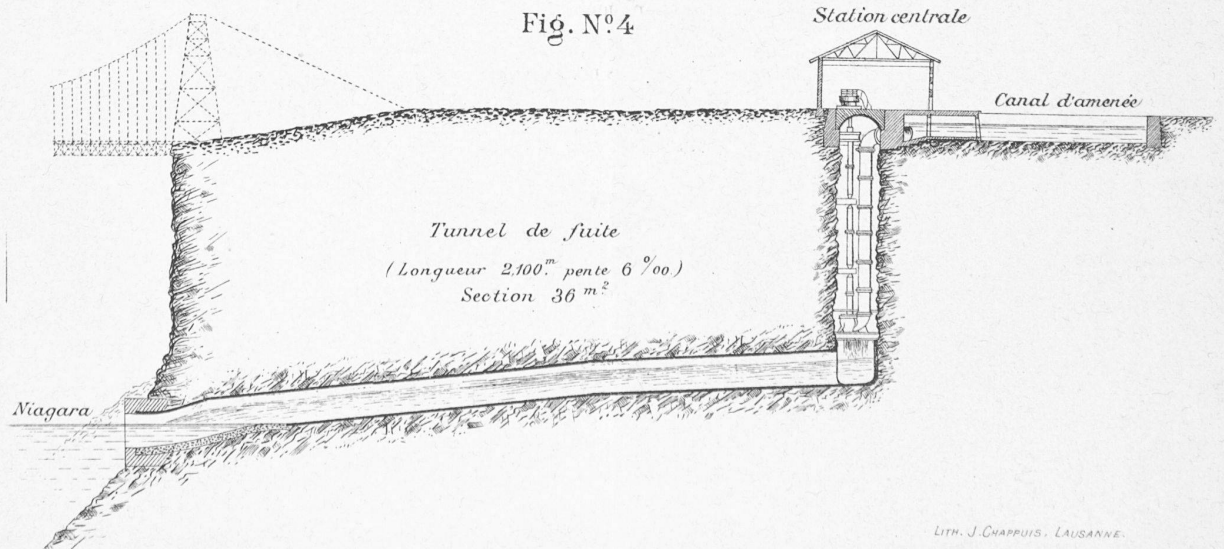 Fig. Nº 4
Station centrale
Canal d'amenée
Tunnel de fuite
(Longueur 2,100.m pente 6 ‰)
Section 36 m²
Niagara
LITH. J. CHAPPUIS, LAUSANNE.